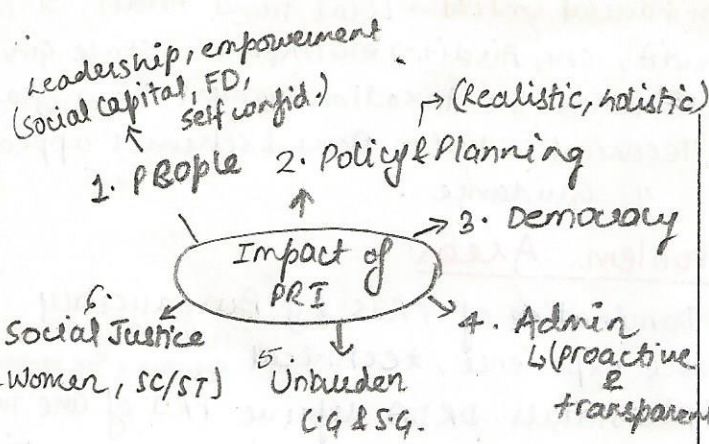 Leadership, empowerment
(social capital, FD,
self confid.)
1. People
2. Policy & Planning
(Realistic, holistic)
Impact of
PRI
3. Democracy
4. Admin
(proactive
&
transparent
5.
Unburden
C.G & S.G.
6.
Social Justice
Women, SC/ST)